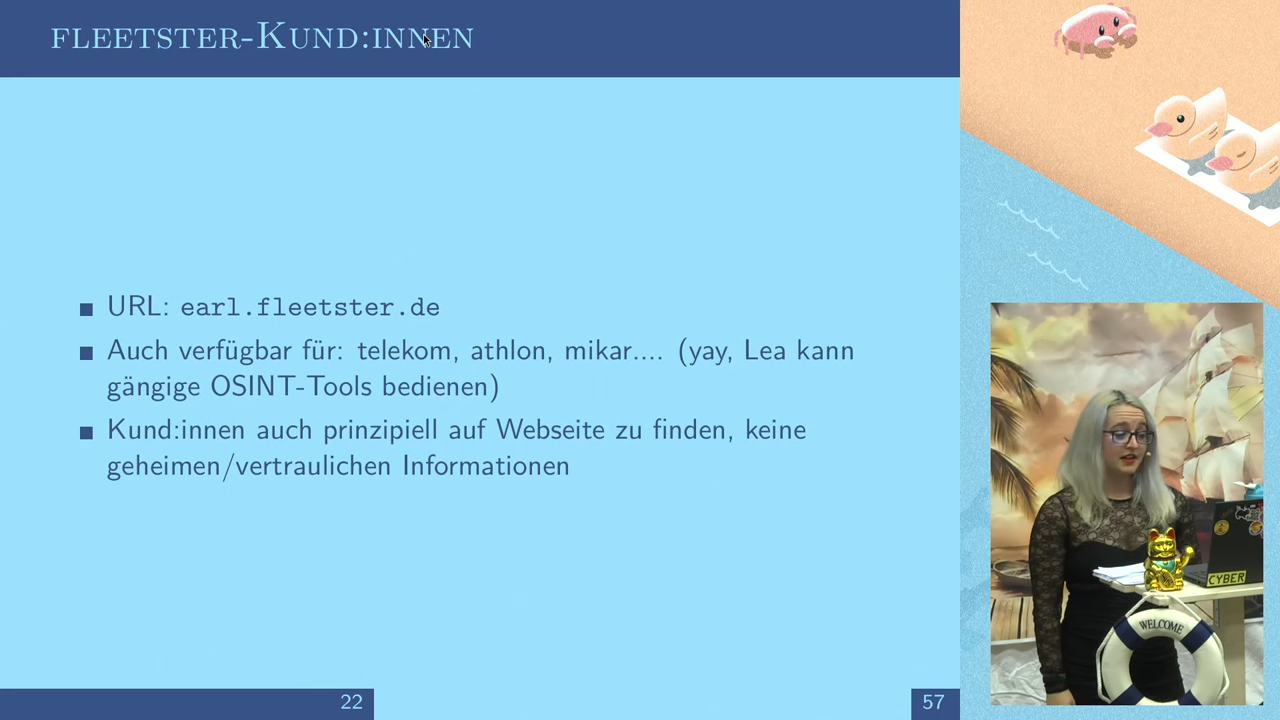 fleetster-Kund:innen
URL: earl.fleetster.de
Auch verfügbar für: telekom, athlon, mikar.... (yay, Lea kann
gängige OSINT-Tools bedienen)
Kund:innen auch prinzipiell auf Webseite zu finden, keine
geheimen/vertraulichen Informationen
CYBER
WELCOME
22
57